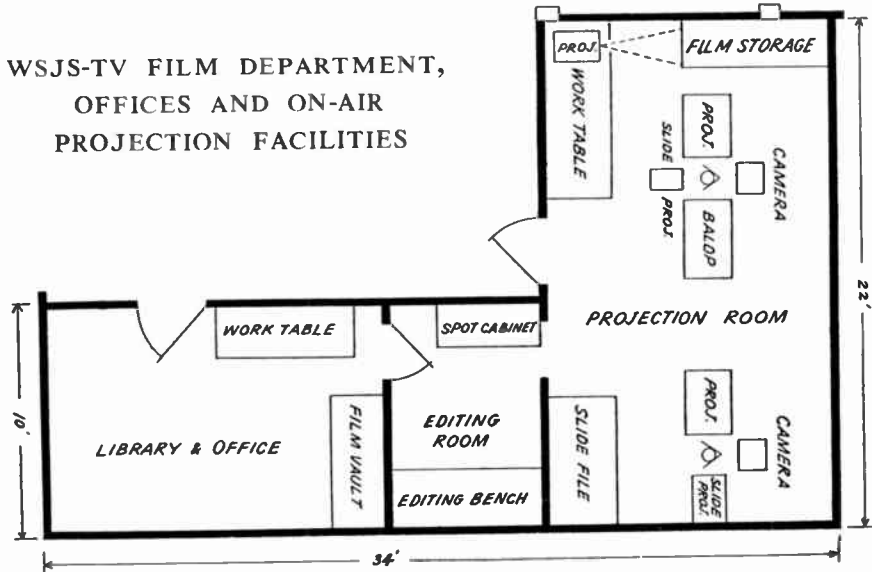 WSJS-TV FILM DEPARTMENT,
OFFICES AND ON-AIR
PROJECTION FACILITIES
PROJ.
WORK TABLE
FILM STORAGE
PROJ.
SLIDE
PROJ.
BALOP
CAMERA
22'
PROJECTION ROOM
WORK TABLE
SPOT CABINET
10'
LIBRARY & OFFICE
FILM VAULT
EDITING
ROOM
EDITING BENCH
SLIDE FILE
PROJ.
SLIDE
PROJ.
CAMERA
34'